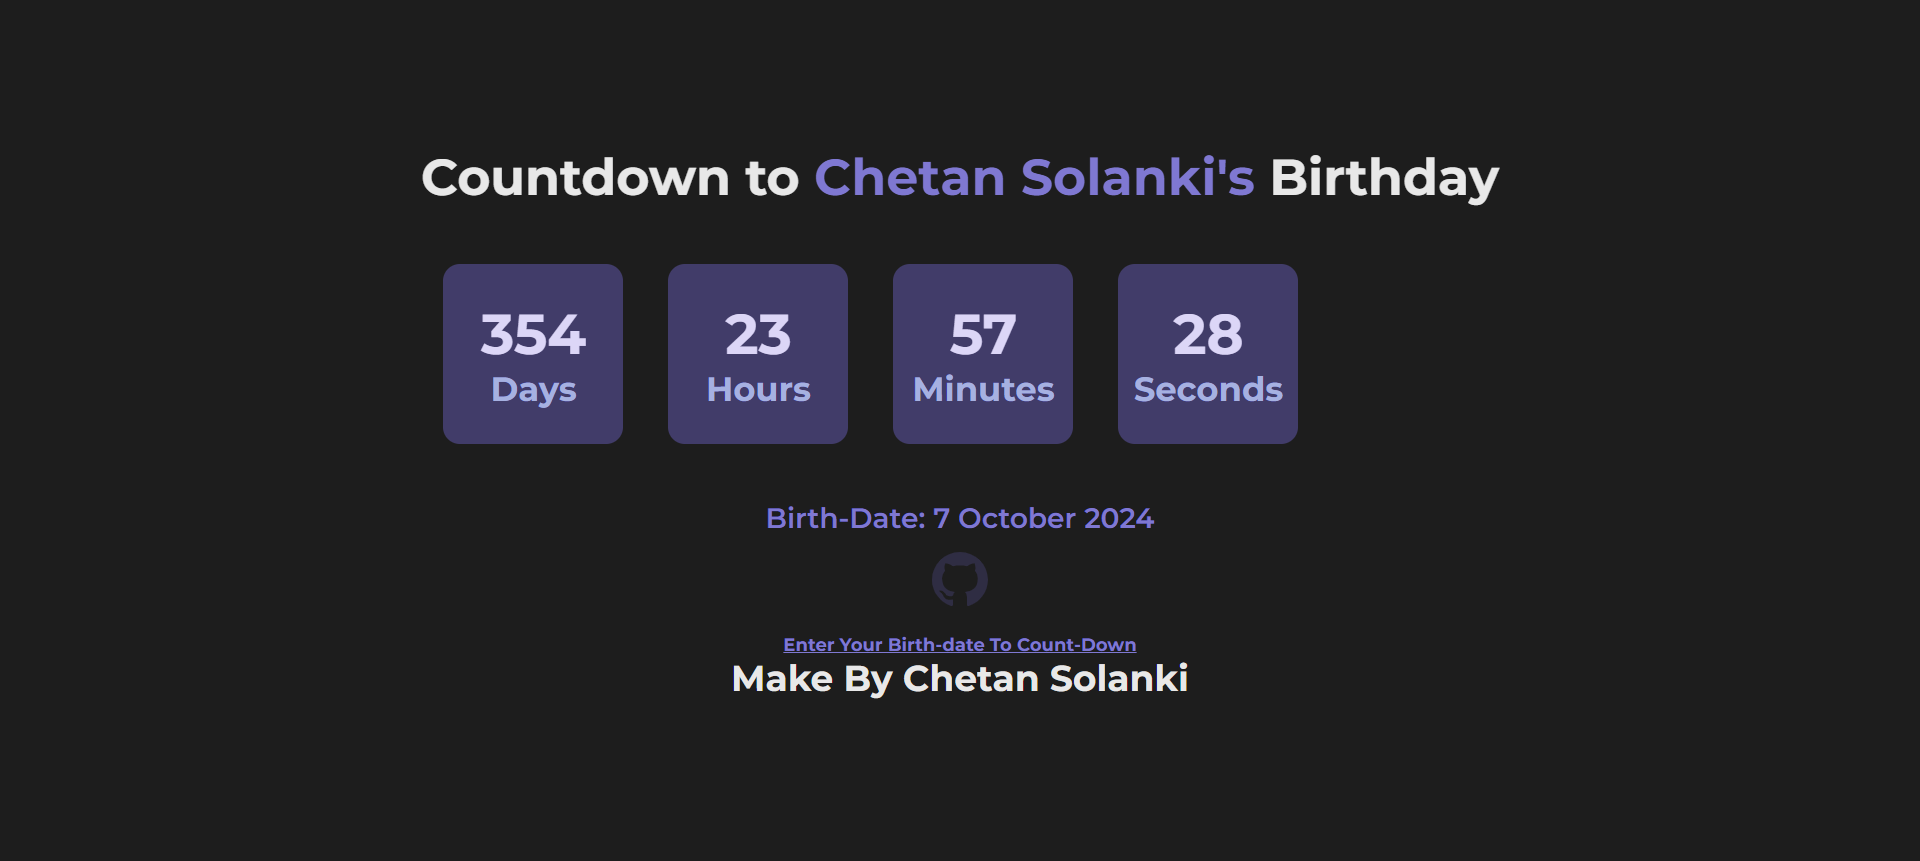 Countdown to Chetan Solanki's Birthday
354 23 57 28
Days Hours Minutes Seconds
Birth-Date: 7 October 2024
Enter Your Birth-date To Count-Down
Make By Chetan Solanki